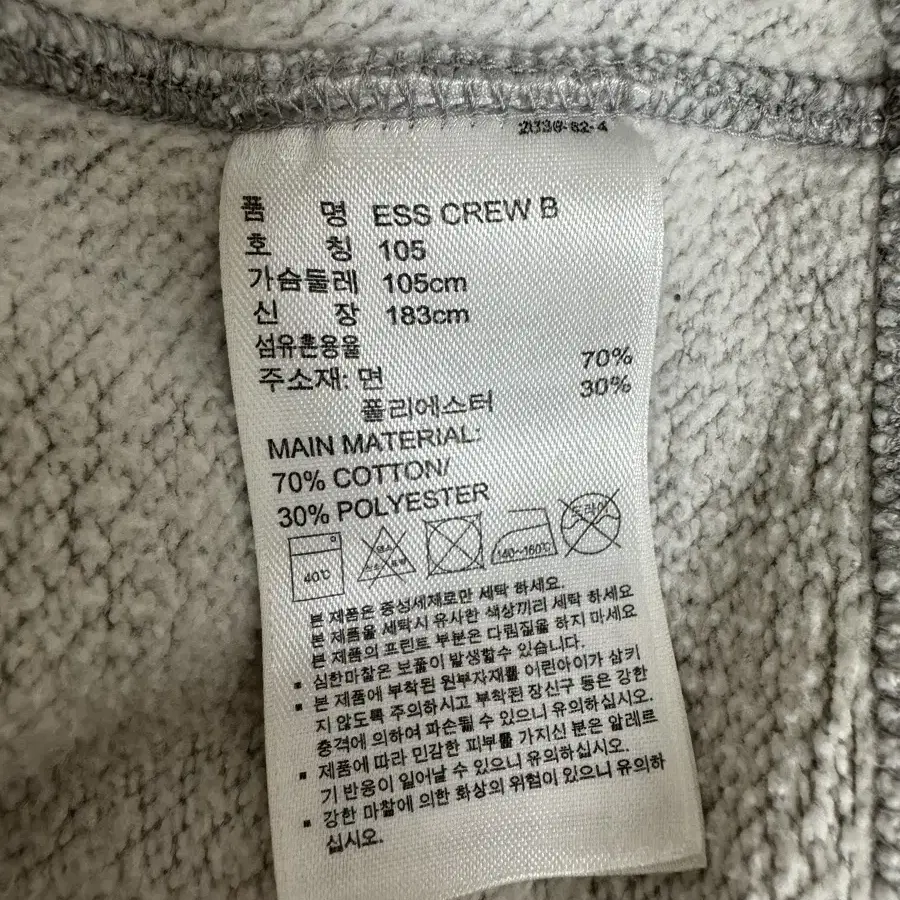 품 명 ESS CREW B
호 칭 105
가슴둘레 105cm
신 장 183cm
섬유혼용율
주소재: 면 70%
폴리에스터 30%
MAIN MATERIAL:
70% COTTON/
30% POLYESTER
40℃
140~160℃
드라이
본 제품은 중성세제로만 세탁 하세요.
본 제품을 세탁시 유사한 색상끼리 세탁 하세요
본 제품의 프린트 부분은 다림질을 하지 마세요
▪ 심한마찰은 보풀이 발생할수 있습니다.
▪ 본 제품에 부착된 원부자재를 어린아이가 삼키
지 않도록 주의하시고 부착된 장신구 등은 강한
충격에 의하여 파손될 수 있으니 유의하십시오.
▪ 제품에 따라 민감한 피부를 가지신 분은 알레르
기 반응이 일어날 수 있으니 유의하십시오.
▪ 강한 마찰에 의한 화상의 위험이 있으니 유의하
십시오.